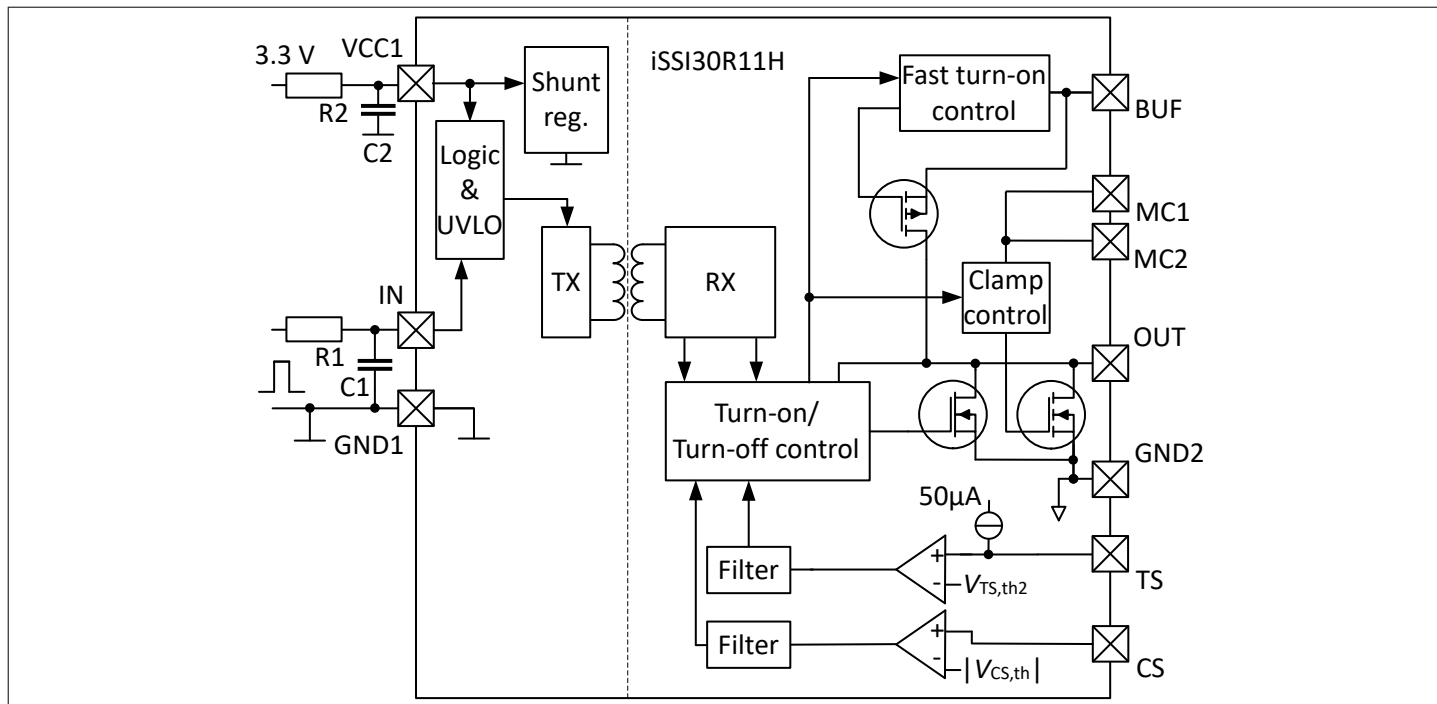 3.3 V
VCC1
R2
C2
Shunt
reg.
iSSI30R11H
Fast turn-on
control
BUF
Logic
&
UVLO
MC1
MC2
TX
RX
Clamp
control
IN
R1
C1
OUT
GND1
Turn-on/
Turn-off control
GND2
50µA
Filter
+
-
VTS,th2
TS
Filter
+
-
|VCS,th|
CS